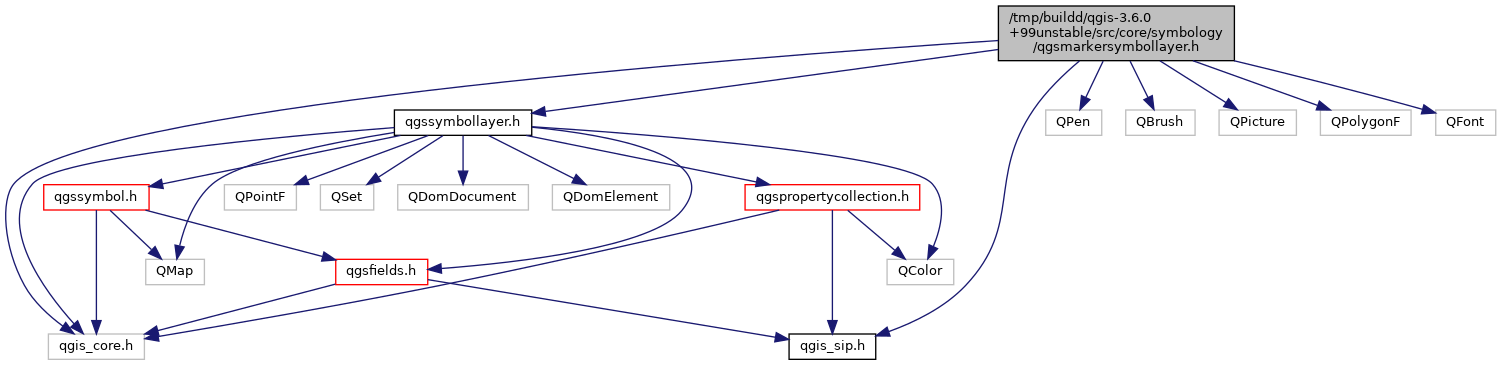 /tmp/buildd/qgis-3.6.0
+99unstable/src/core/symbology
/qgsmarkersymbollayer.h
qgssymbollayer.h
QPen
QBrush
QPicture
QPolygonF
QFont
qgssymbol.h
QPointF
QSet
QDomDocument
QDomElement
qgspropertycollection.h
QMap
qgsfields.h
QColor
qgis_core.h
qgis_sip.h